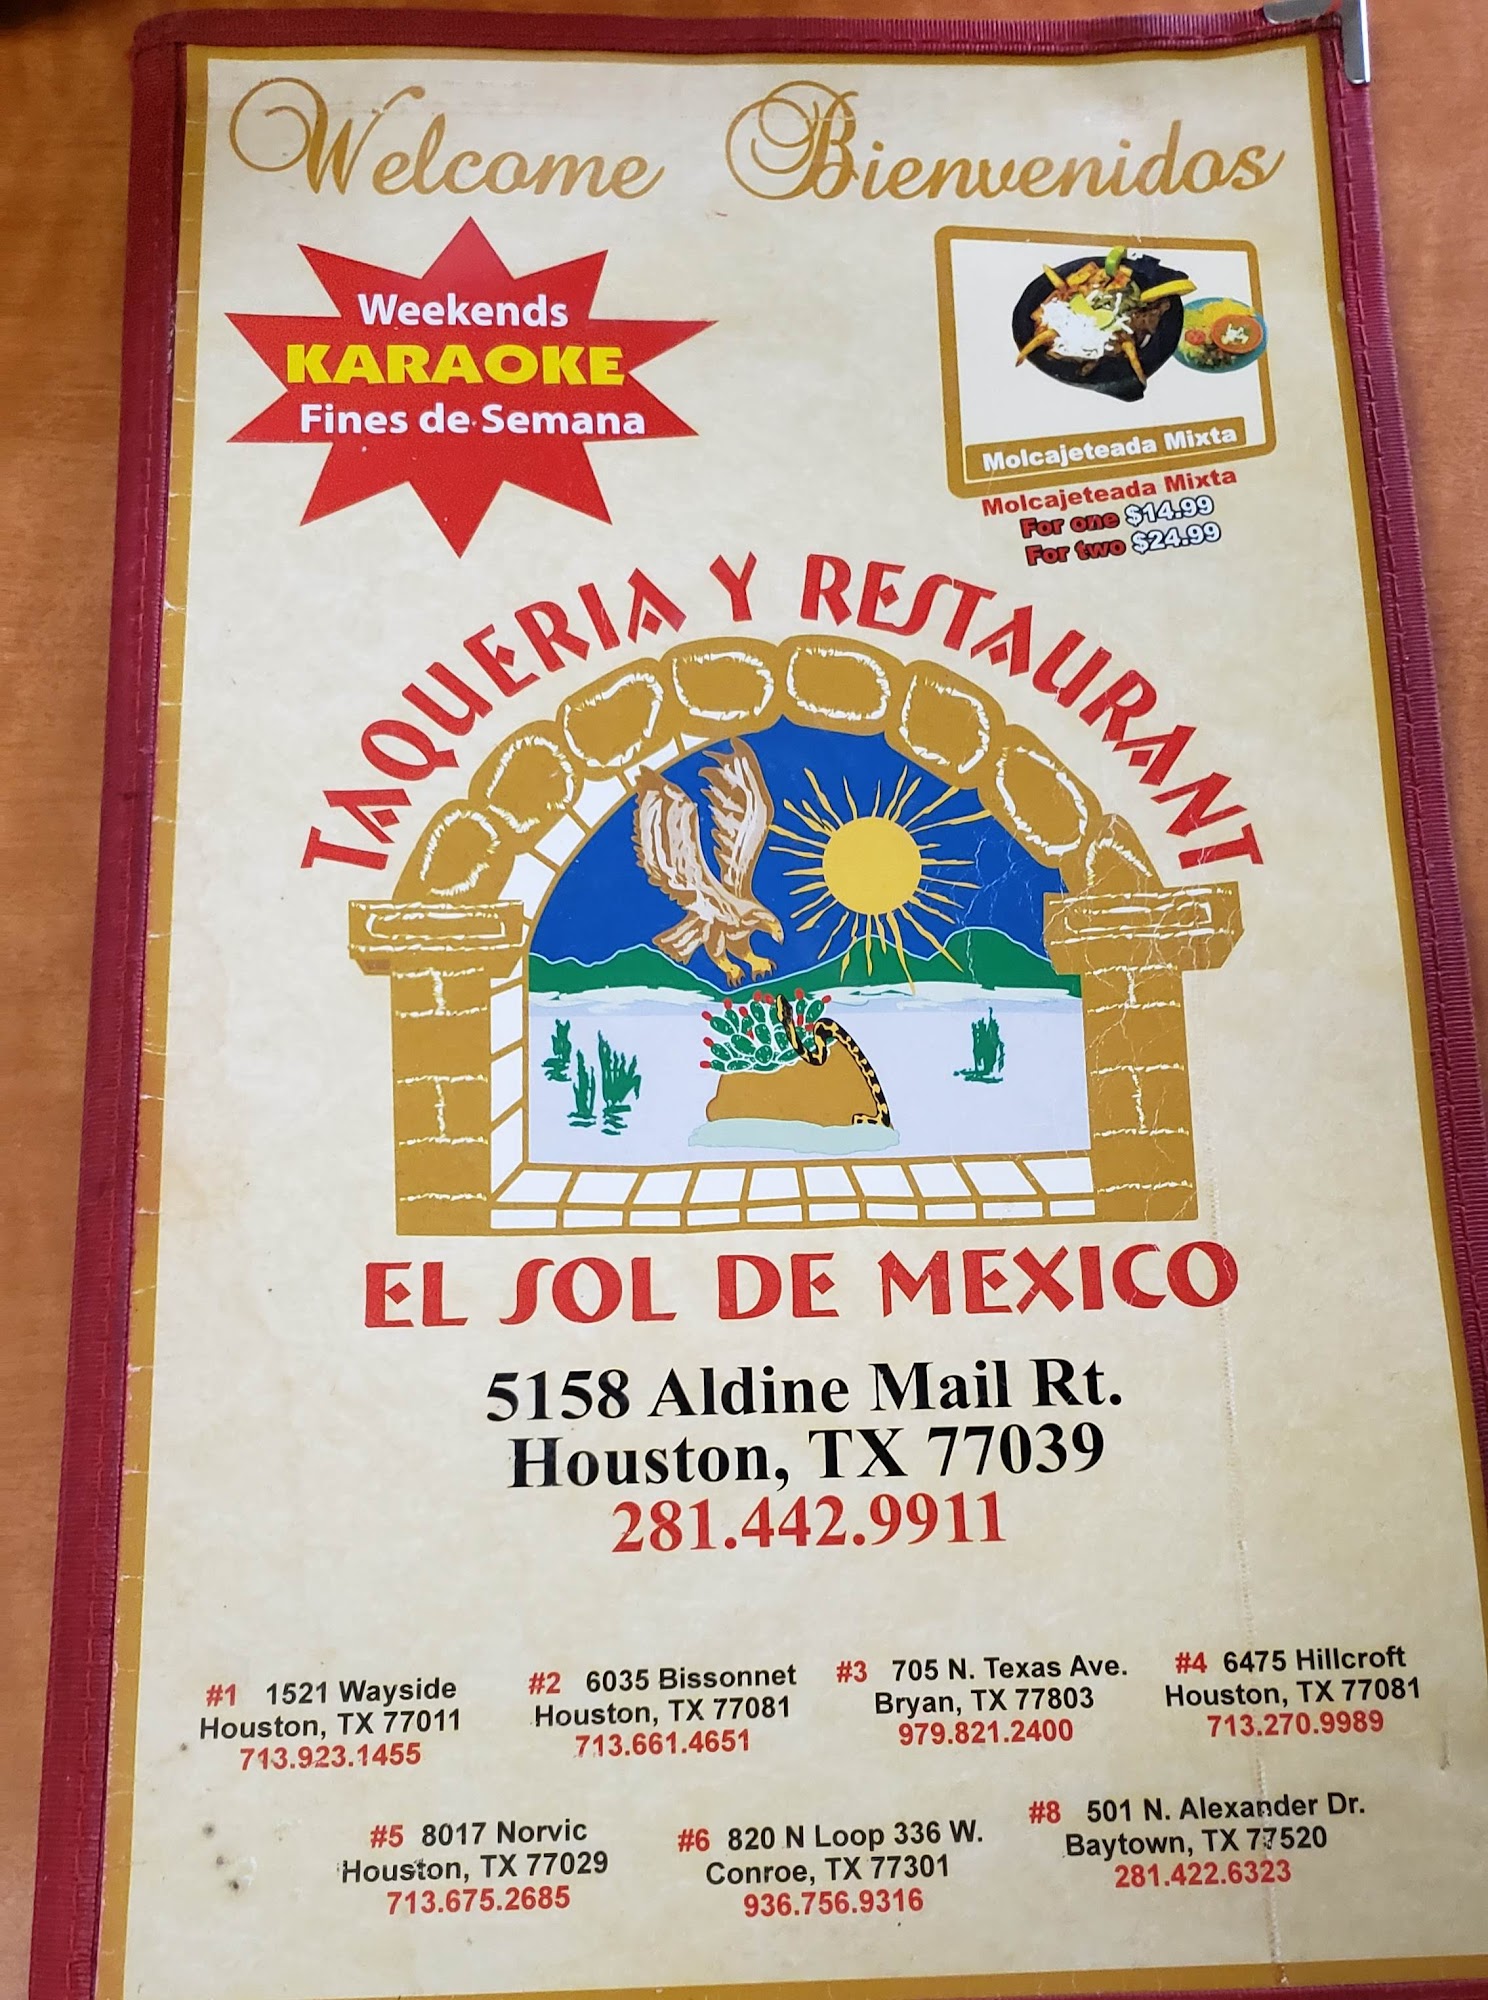 Welcome Bienvenidos
Weekends
KARAOKE
Fines de Semana
Molcajeteada Mixta
Molcajeteada Mixta
For one $14.99
For two $24.99
TAQUERIA Y RESTAURANT
EL SOL DE MEXICO
5158 Aldine Mail Rt.
Houston, TX 77039
281.442.9911
#1 1521 Wayside
Houston, TX 77011
713.923.1455
#2 6035 Bissonnet
Houston, TX 77081
713.661.4651
#3 705 N. Texas Ave.
Bryan, TX 77803
979.821.2400
#4 6475 Hillcroft
Houston, TX 77081
713.270.9989
#5 8017 Norvic
Houston, TX 77029
713.675.2685
#6 820 N Loop 336 W.
Conroe, TX 77301
936.756.9316
#8 501 N. Alexander Dr.
Baytown, TX 77520
281.422.6323